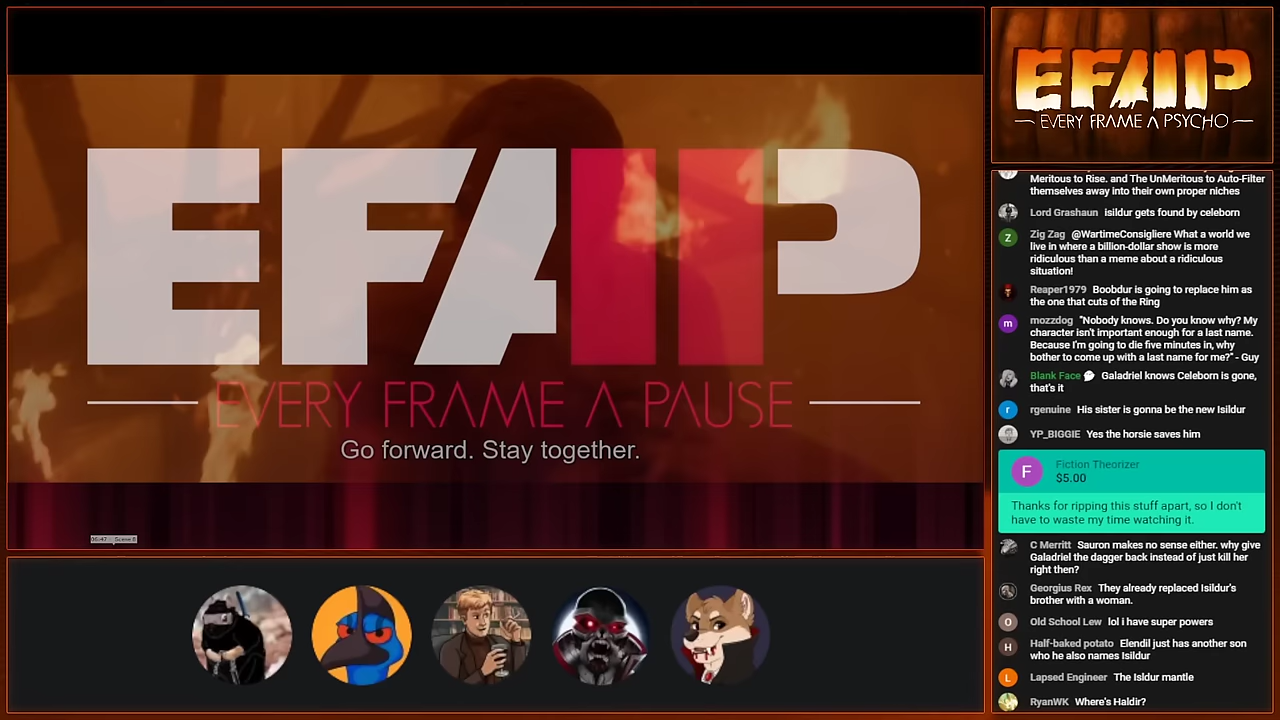 EFAP
EVERY FRAME A PAUSE
Go forward. Stay together.
EFAP
EVERY FRAME A PSYCHO
Meritous to Rise. and The UnMeritous to Auto-Filter
themselves away into their own proper niches
Lord Grashaun isildur gets found by celeborn
Z
Zig Zag @WartimeConsigliere What a world we
live in where a billion-dollar show is more
ridiculous than a meme about a ridiculous
situation!
Reaper1979 Boobdur is going to replace him as
the one that cuts of the Ring
m
mozzdog "Nobody knows. Do you know why? My
character isn't important enough for a last name.
Because I'm going to die five minutes in, why
bother to come up with a last name for me?" - Guy
Blank Face Galadriel knows Celeborn is gone,
that's it
r
rgenuine His sister is gonna be the new Isildur
YP_BIGGIE Yes the horsie saves him
F
Fiction Theorizer
$5.00
Thanks for ripping this stuff apart, so I don't
have to waste my time watching it.
C Merritt Sauron makes no sense either. why give
Galadriel the dagger back instead of just kill her
right then?
Georgius Rex They already replaced Isildur's
brother with a woman.
O
Old School Lew lol i have super powers
H
Half-baked potato Elendil just has another son
who he also names Isildur
L
Lapsed Engineer The Isldur mantle
RyanWK Where's Haldir?